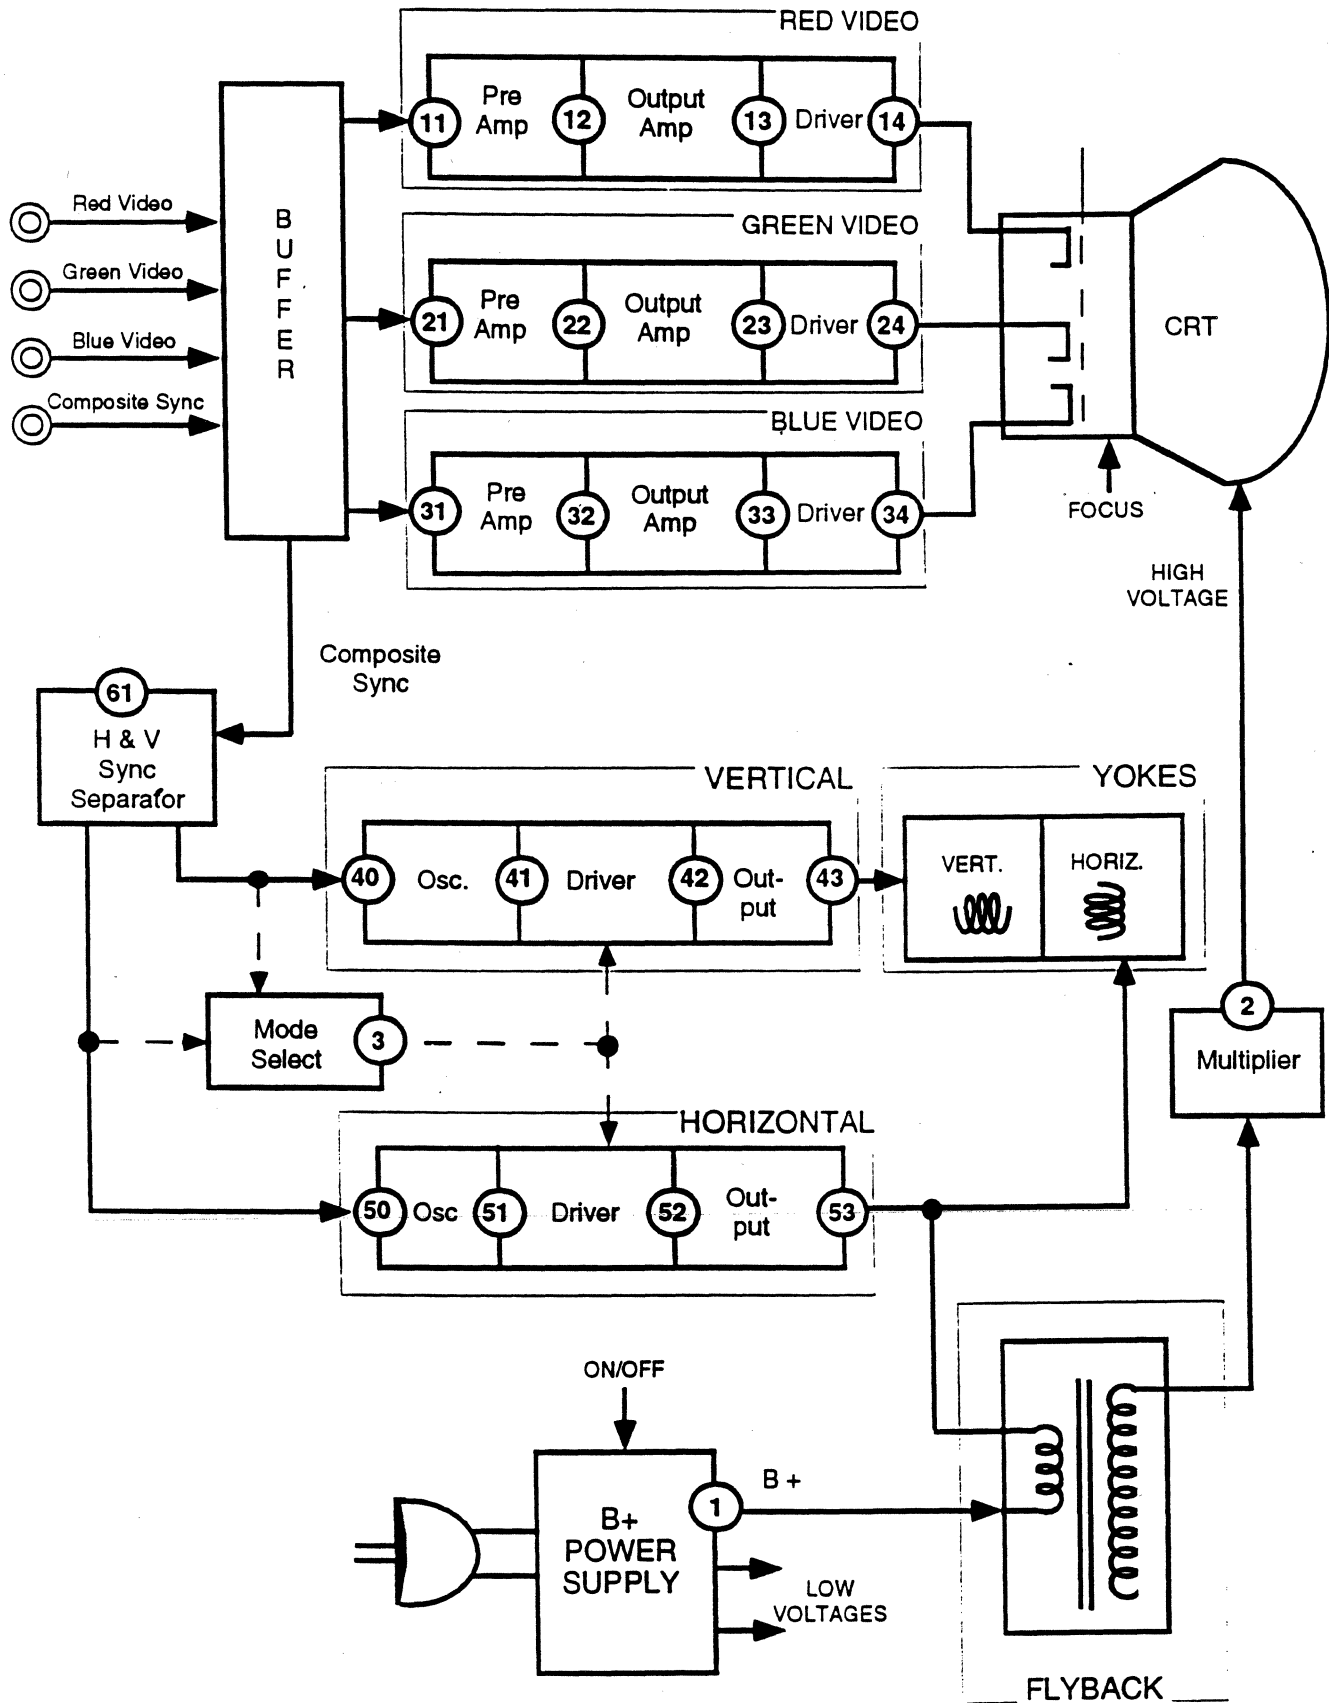 RED VIDEO
Pre
Amp
Output
Amp
Driver
11
12
13
14
BUFFER
Red Video
Green Video
Blue Video
Composite Sync
GREEN VIDEO
Pre
Amp
Output
Amp
Driver
21
22
23
24
CRT
BLUE VIDEO
Pre
Amp
Output
Amp
Driver
31
32
33
34
FOCUS
HIGH
VOLTAGE
Composite
Sync
61
H & V
Sync
Separator
VERTICAL
40
Osc.
41
Driver
42
Out-
put
43
YOKES
VERT.
HORIZ.
Mode
Select
3
2
Multiplier
HORIZONTAL
50
Osc
51
Driver
52
Out-
put
53
ON/OFF
B+
POWER
SUPPLY
1
B +
LOW
VOLTAGES
FLYBACK